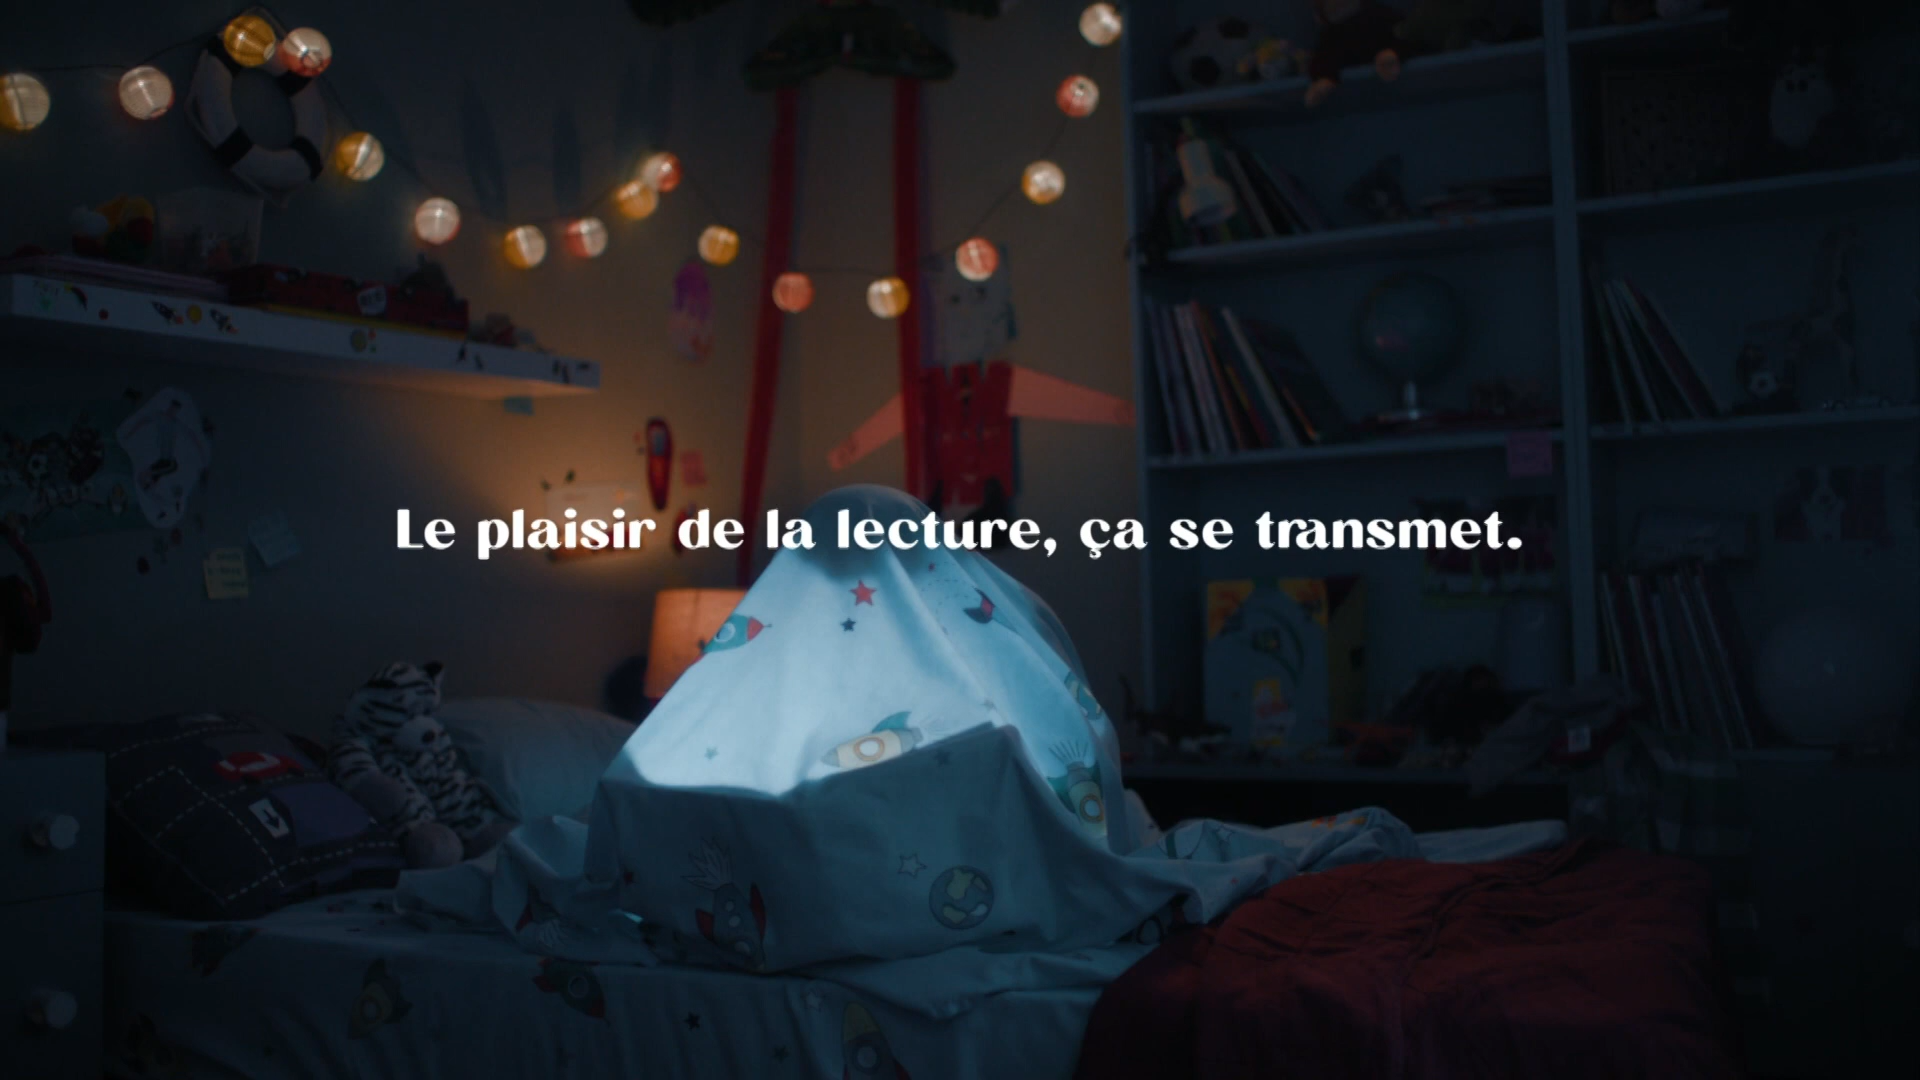 Le plaisir de la lecture, ça se transmet.